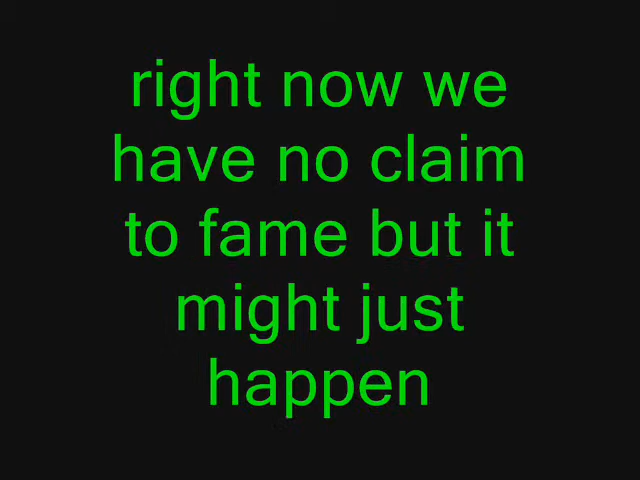 right now we
have no claim
to fame but it
might just
happen